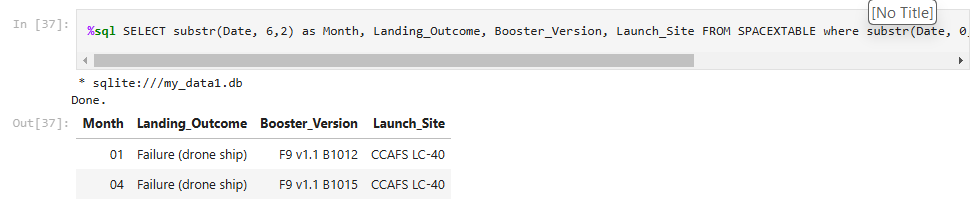 [No Title]
In [37]:
%sql SELECT substr(Date, 6,2) as Month, Landing_Outcome, Booster_Version, Launch_Site FROM SPACEXTABLE where substr(Date, 0,
* sqlite:///my_data1.db
Done.
Out[37]:
Month Landing_Outcome Booster_Version Launch_Site
01 Failure (drone ship) F9 v1.1 B1012 CCAFS LC-40
04 Failure (drone ship) F9 v1.1 B1015 CCAFS LC-40